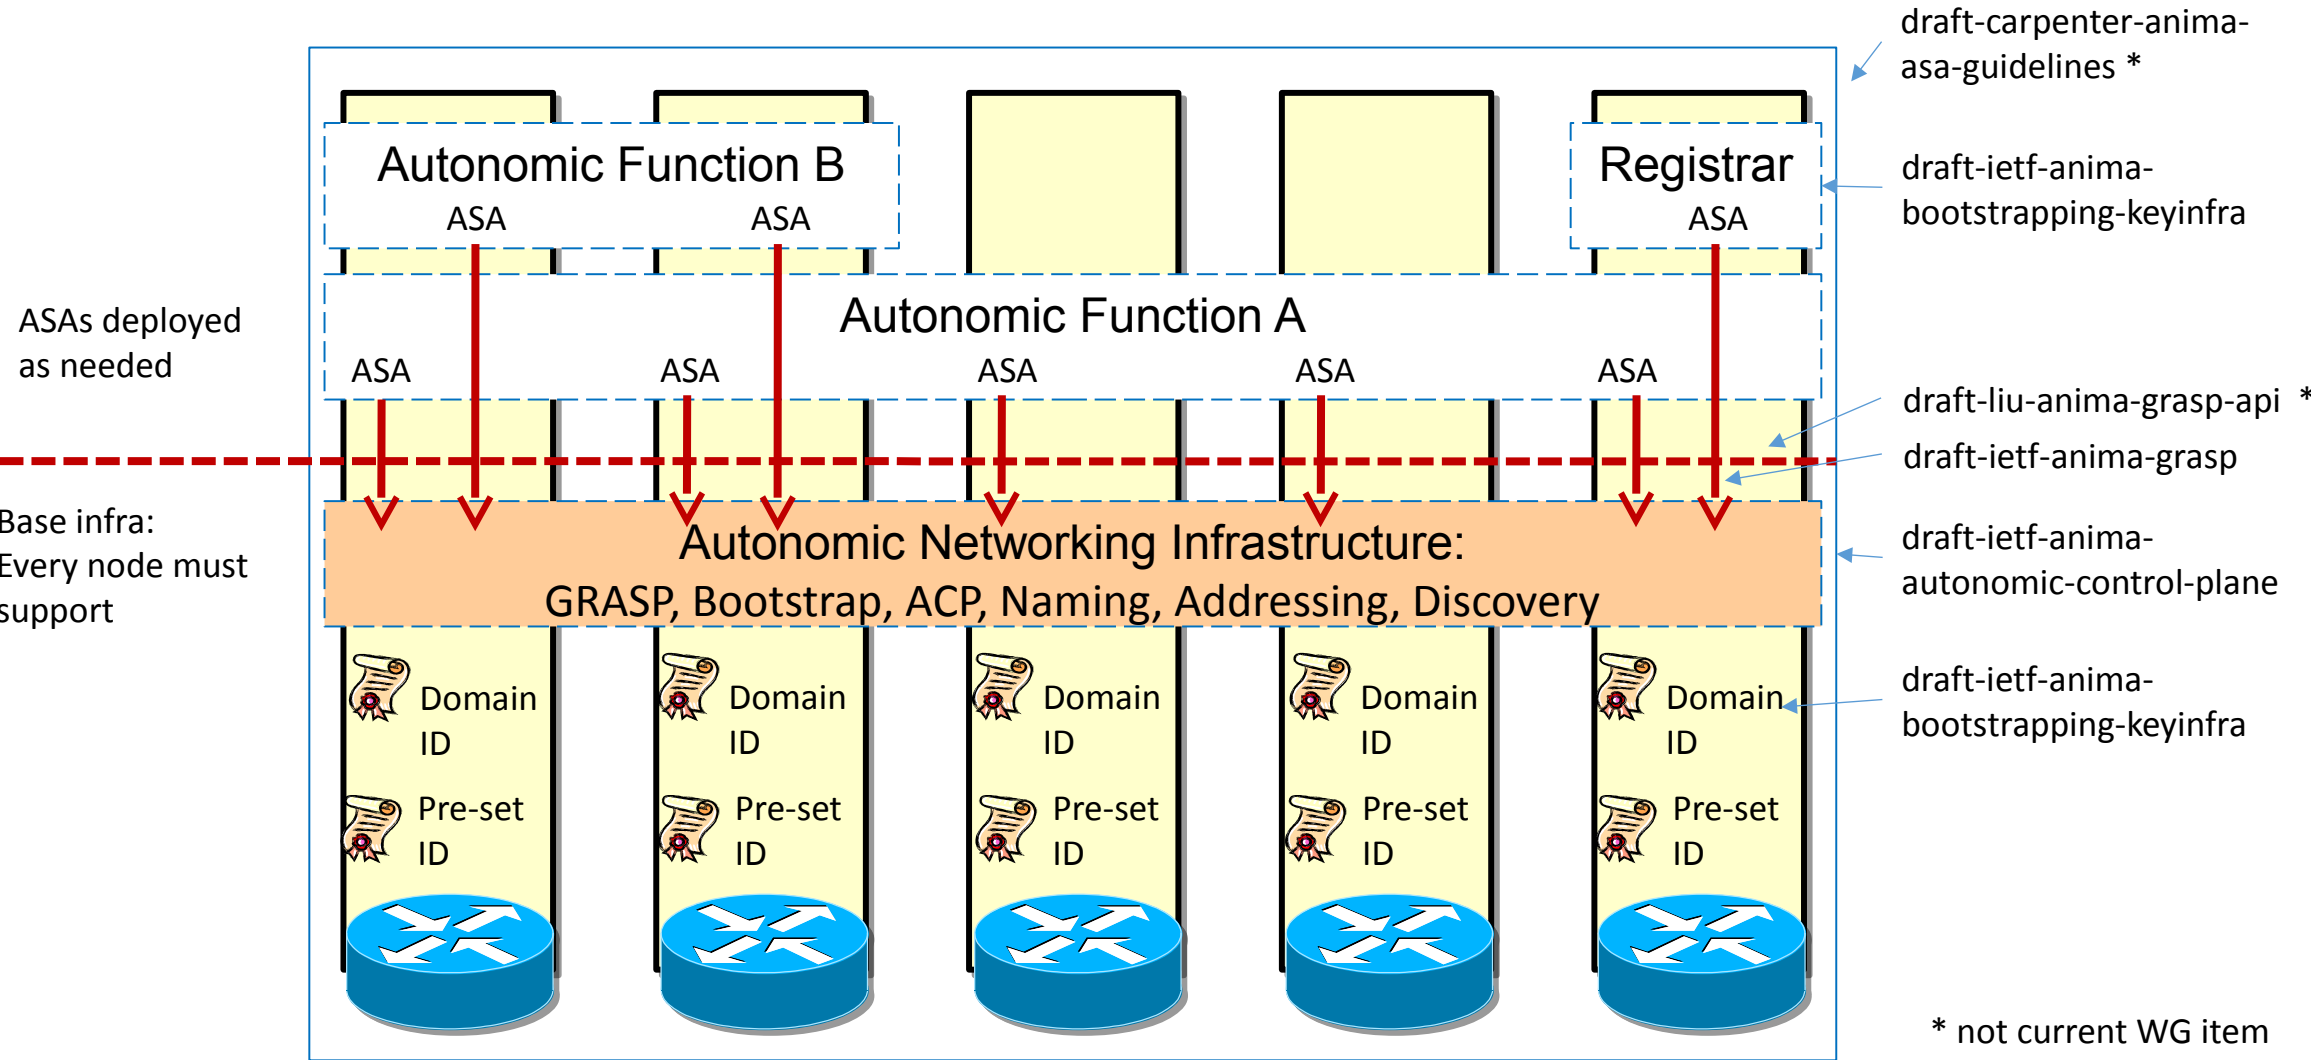 draft-carpenter-anima-
asa-guidelines *
Autonomic Function B
ASA
ASA
Registrar
ASA
draft-ietf-anima-
bootstrapping-keyinfra
ASAs deployed
as needed
Autonomic Function A
ASA
ASA
ASA
ASA
ASA
draft-liu-anima-grasp-api *
draft-ietf-anima-grasp
Base infra:
Every node must
support
Autonomic Networking Infrastructure:
GRASP, Bootstrap, ACP, Naming, Addressing, Discovery
draft-ietf-anima-
autonomic-control-plane
Domain
ID
Domain
ID
Domain
ID
Domain
ID
Domain
ID
draft-ietf-anima-
bootstrapping-keyinfra
Pre-set
ID
Pre-set
ID
Pre-set
ID
Pre-set
ID
Pre-set
ID
* not current WG item